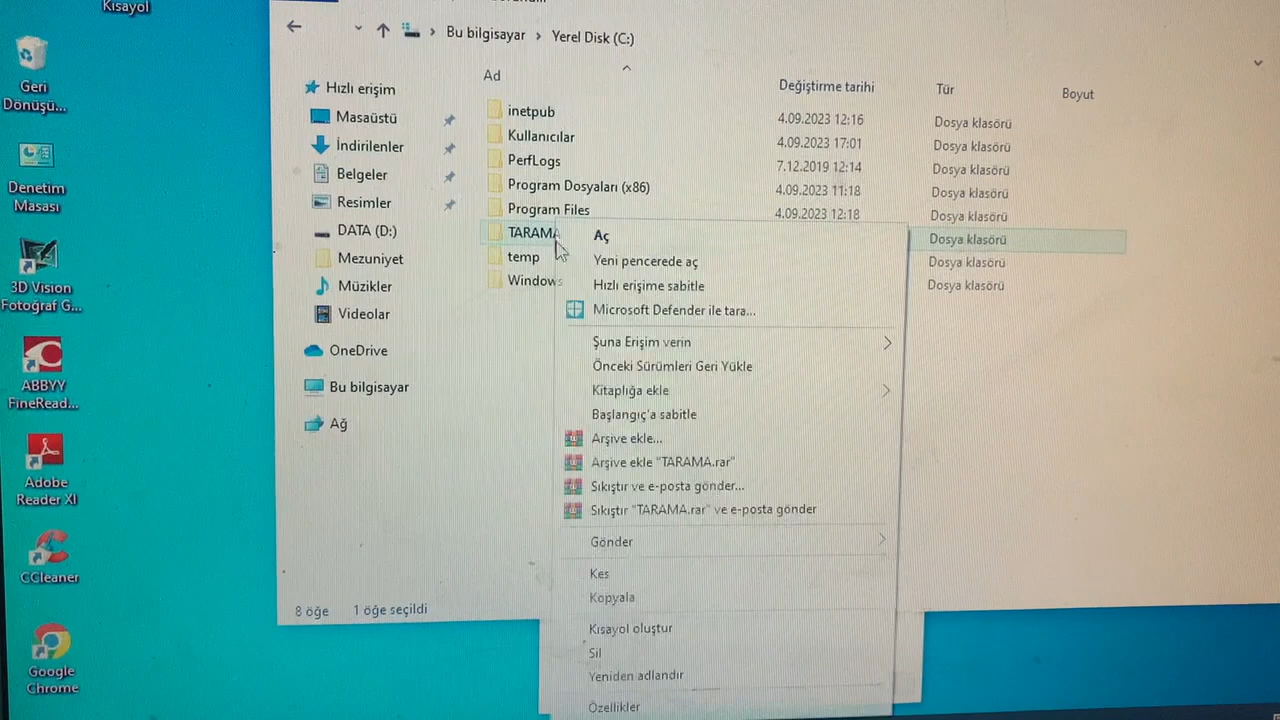 Kısayol
Geri
Dönüşü...
Denetim
Masası
3D Vision
Fotoğraf G...
ABBYY
FineRead...
Adobe
Reader XI
CCleaner
Google
Chrome
Bu bilgisayar > Yerel Disk (C:)
Hızlı erişim
Masaüstü
İndirilenler
Belgeler
Resimler
DATA (D:)
Mezuniyet
Müzikler
Videolar
OneDrive
Bu bilgisayar
Ağ
8 öğe 1 öğe seçildi
Ad Değiştirme tarihi Tür Boyut
inetpub 4.09.2023 12:16 Dosya klasörü
Kullanıcılar 4.09.2023 17:01 Dosya klasörü
PerfLogs 7.12.2019 12:14 Dosya klasörü
Program Dosyaları (x86) 4.09.2023 11:18 Dosya klasörü
Program Files 4.09.2023 12:18 Dosya klasörü
TARAMA Dosya klasörü
temp Dosya klasörü
Windows Dosya klasörü
Aç
Yeni pencerede aç
Hızlı erişime sabitle
Microsoft Defender ile tara...
Şuna Erişim verin
Önceki Sürümleri Geri Yükle
Kitaplığa ekle
Başlangıç'a sabitle
Arşive ekle...
Arşive ekle "TARAMA.rar"
Sıkıştır ve e-posta gönder...
Sıkıştır "TARAMA.rar" ve e-posta gönder
Gönder
Kes
Kopyala
Kısayol oluştur
Sil
Yeniden adlandır
Özellikler